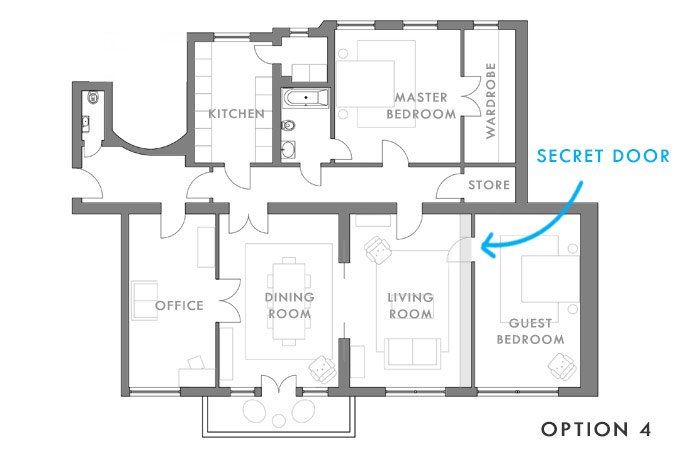 KITCHEN
MASTER
BEDROOM
WARDROBE
SECRET DOOR
STORE
OFFICE
DINING
ROOM
LIVING
ROOM
GUEST
BEDROOM
OPTION 4